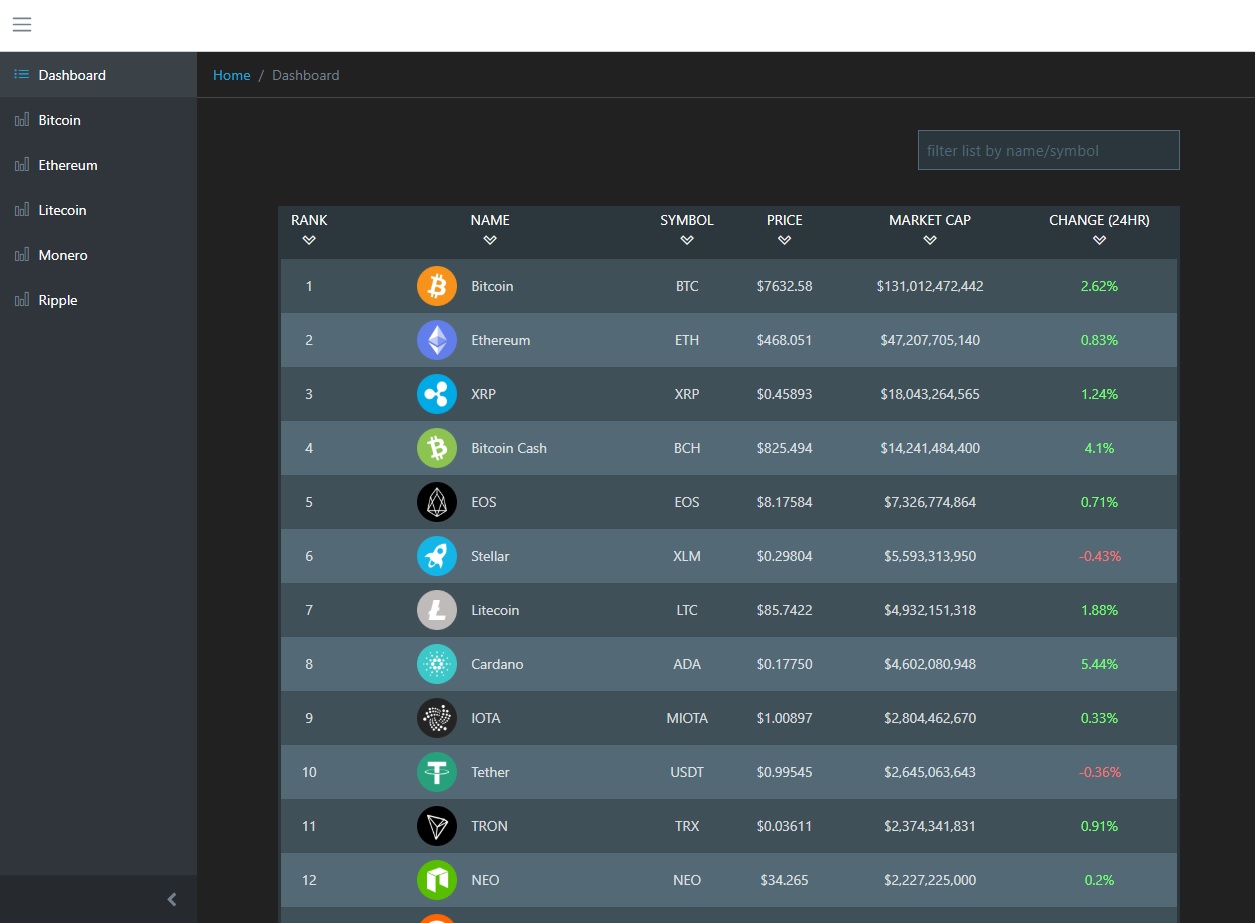 Dashboard
Bitcoin
Ethereum
Litecoin
Monero
Ripple
Home / Dashboard
filter list by name/symbol
RANK NAME SYMBOL PRICE MARKET CAP CHANGE (24HR)
1 Bitcoin BTC $7632.58 $131,012,472,442 2.62%
2 Ethereum ETH $468.051 $47,207,705,140 0.83%
3 XRP XRP $0.45893 $18,043,264,565 1.24%
4 Bitcoin Cash BCH $825.494 $14,241,484,400 4.1%
5 EOS EOS $8.17584 $7,326,774,864 0.71%
6 Stellar XLM $0.29804 $5,593,313,950 -0.43%
7 Litecoin LTC $85.7422 $4,932,151,318 1.88%
8 Cardano ADA $0.17750 $4,602,080,948 5.44%
9 IOTA MIOTA $1.00897 $2,804,462,670 0.33%
10 Tether USDT $0.99545 $2,645,063,643 -0.36%
11 TRON TRX $0.03611 $2,374,341,831 0.91%
12 NEO NEO $34.265 $2,227,225,000 0.2%